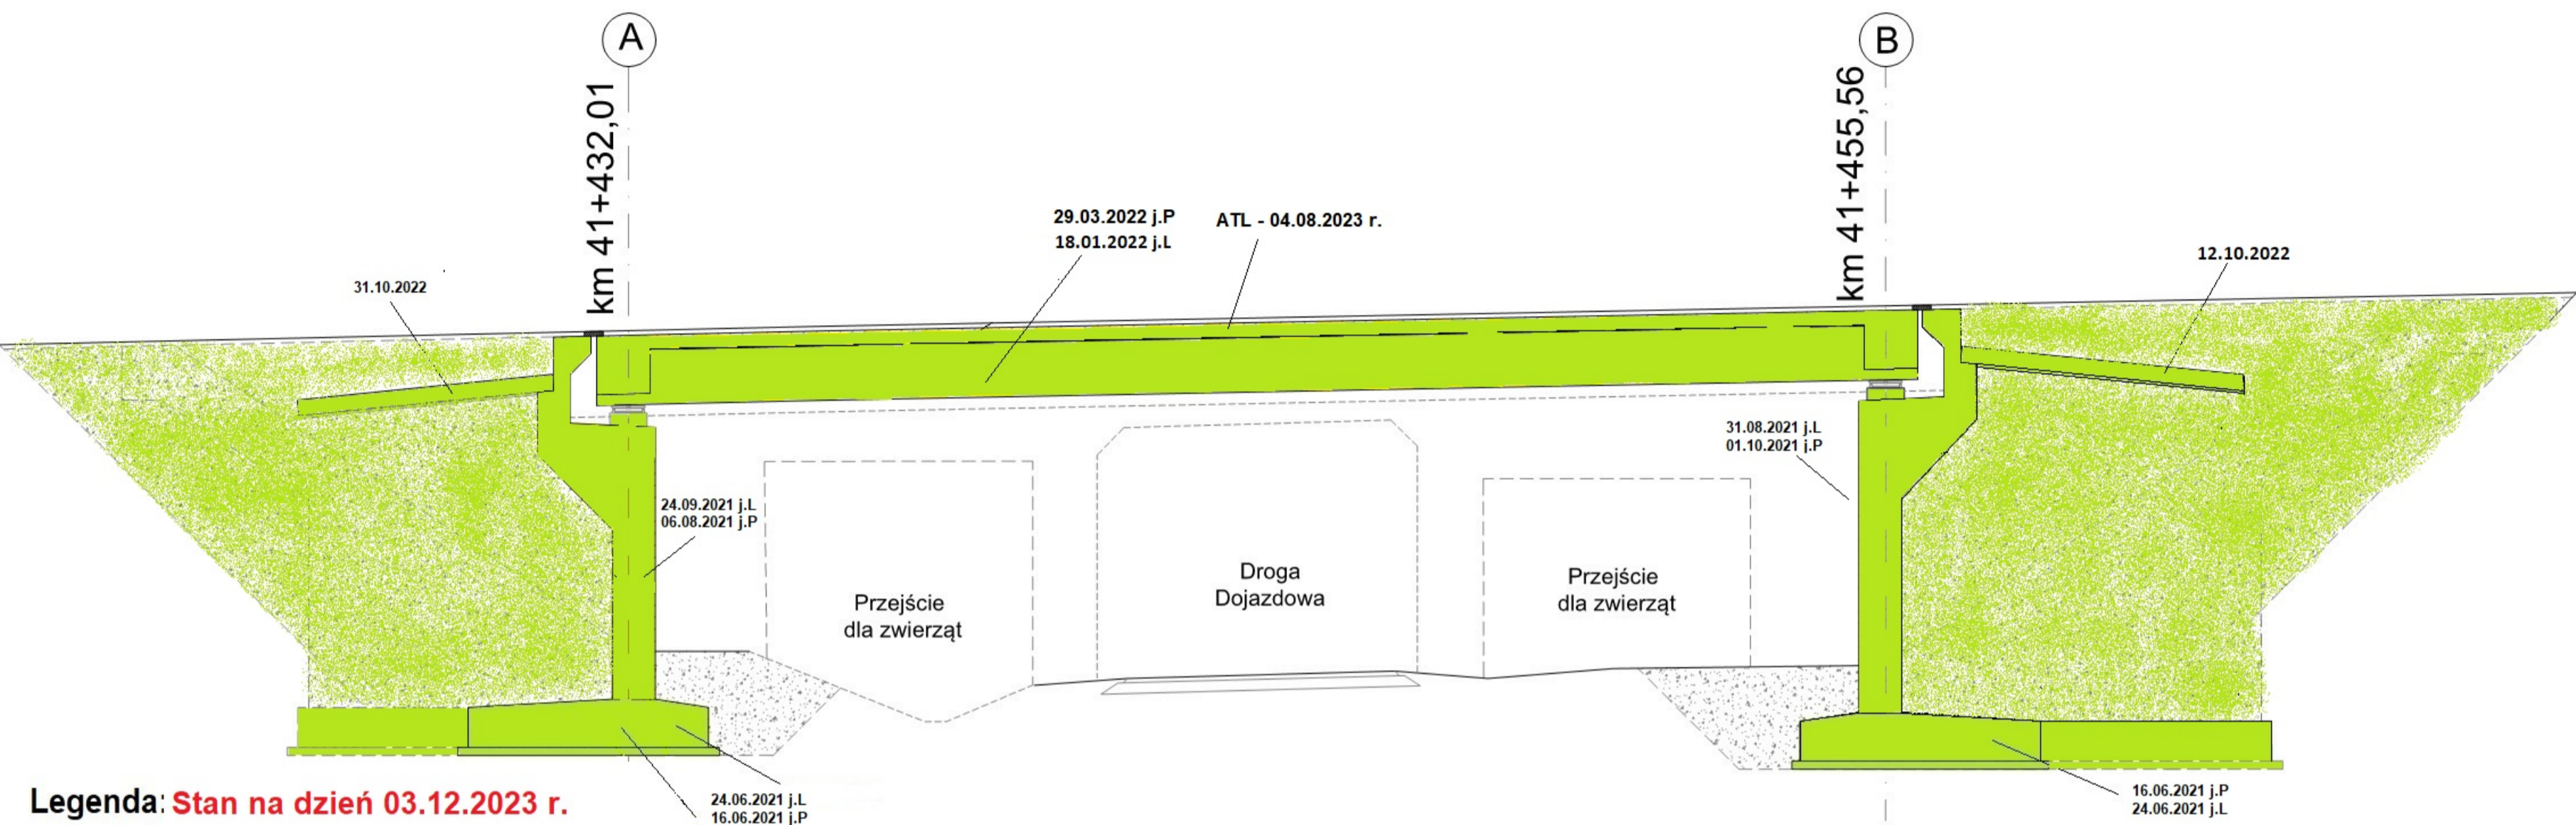 A
B
km 41+432,01
km 41+455,56
29.03.2022 j.P
18.01.2022 j.L
ATL - 04.08.2023 r.
12.10.2022
31.10.2022
31.08.2021 j.L
01.10.2021 j.P
24.09.2021 j.L
06.08.2021 j.P
Przejście
dla zwierząt
Droga
Dojazdowa
Przejście
dla zwierząt
Legenda: Stan na dzień 03.12.2023 r.
24.06.2021 j.L
16.06.2021 j.P
16.06.2021 j.P
24.06.2021 j.L